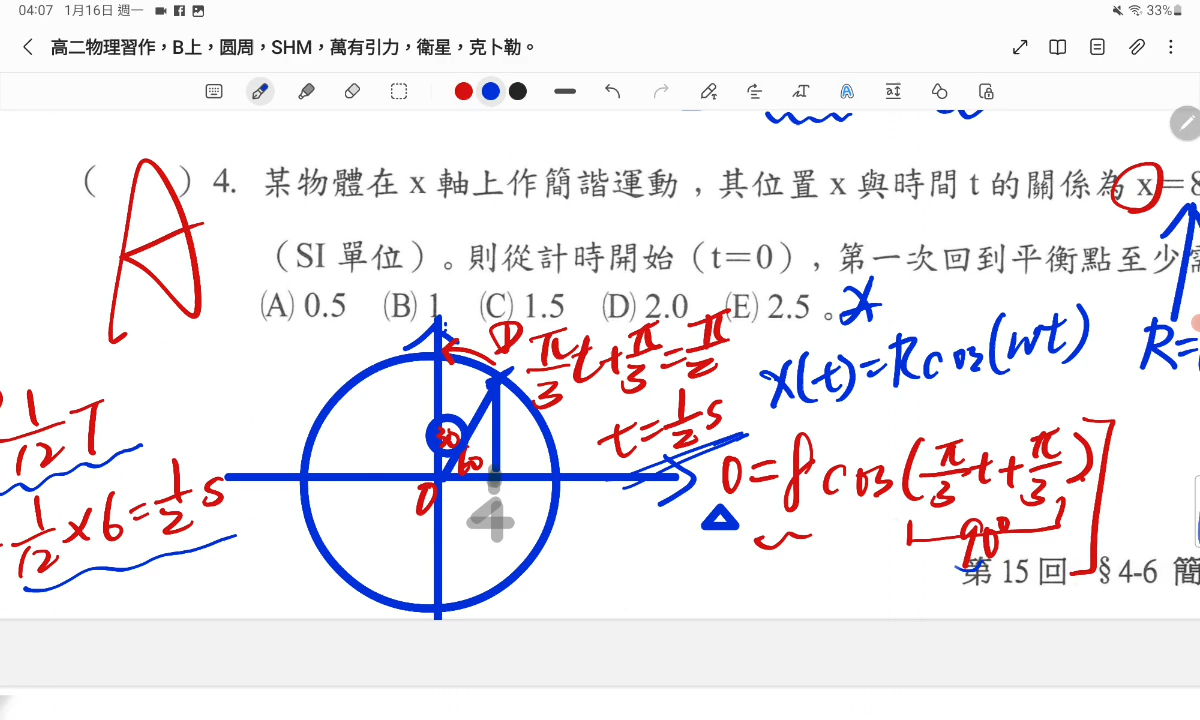 04:07 1月16日 週一 33%
高二物理習作，B上，圓周，SHM，萬有引力，衛星，克卜勒。
( A ) 4. 某物體在 x 軸上作簡諧運動，其位置 x 與時間 t 的關係為 x=8
（SI 單位）。則從計時開始（t=0），第一次回到平衡點至少需
(A) 0.5 (B) 1 (C) 1.5 (D) 2.0 (E) 2.5 。
π/3 t+π/3=π/2
x(t)=Rcos(wt)
R=
t=1/2 s
1/12 T
30
60
0
4
0=8cos(π/3 t+π/3)
1/12 ×6=1/2 s
90°
第 15 回 §4-6 簡